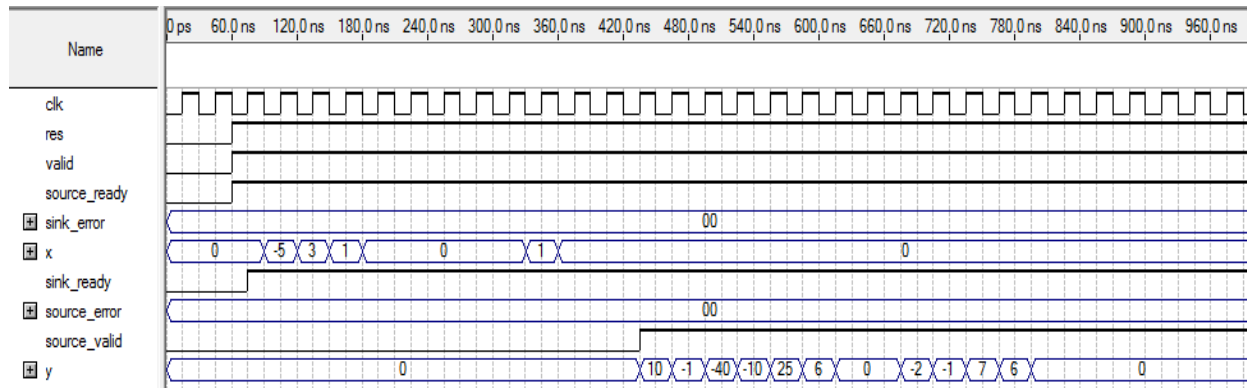 Name
0 ps 60.0 ns 120.0 ns 180.0 ns 240.0 ns 300.0 ns 360.0 ns 420.0 ns 480.0 ns 540.0 ns 600.0 ns 660.0 ns 720.0 ns 780.0 ns 840.0 ns 900.0 ns 960.0 ns
clk
res
valid
source_ready
sink_error 00
x 0 -5 3 1 0 1 0
sink_ready
source_error 00
source_valid
y 0 10 -1 -40 -10 25 6 0 -2 -1 7 6 0